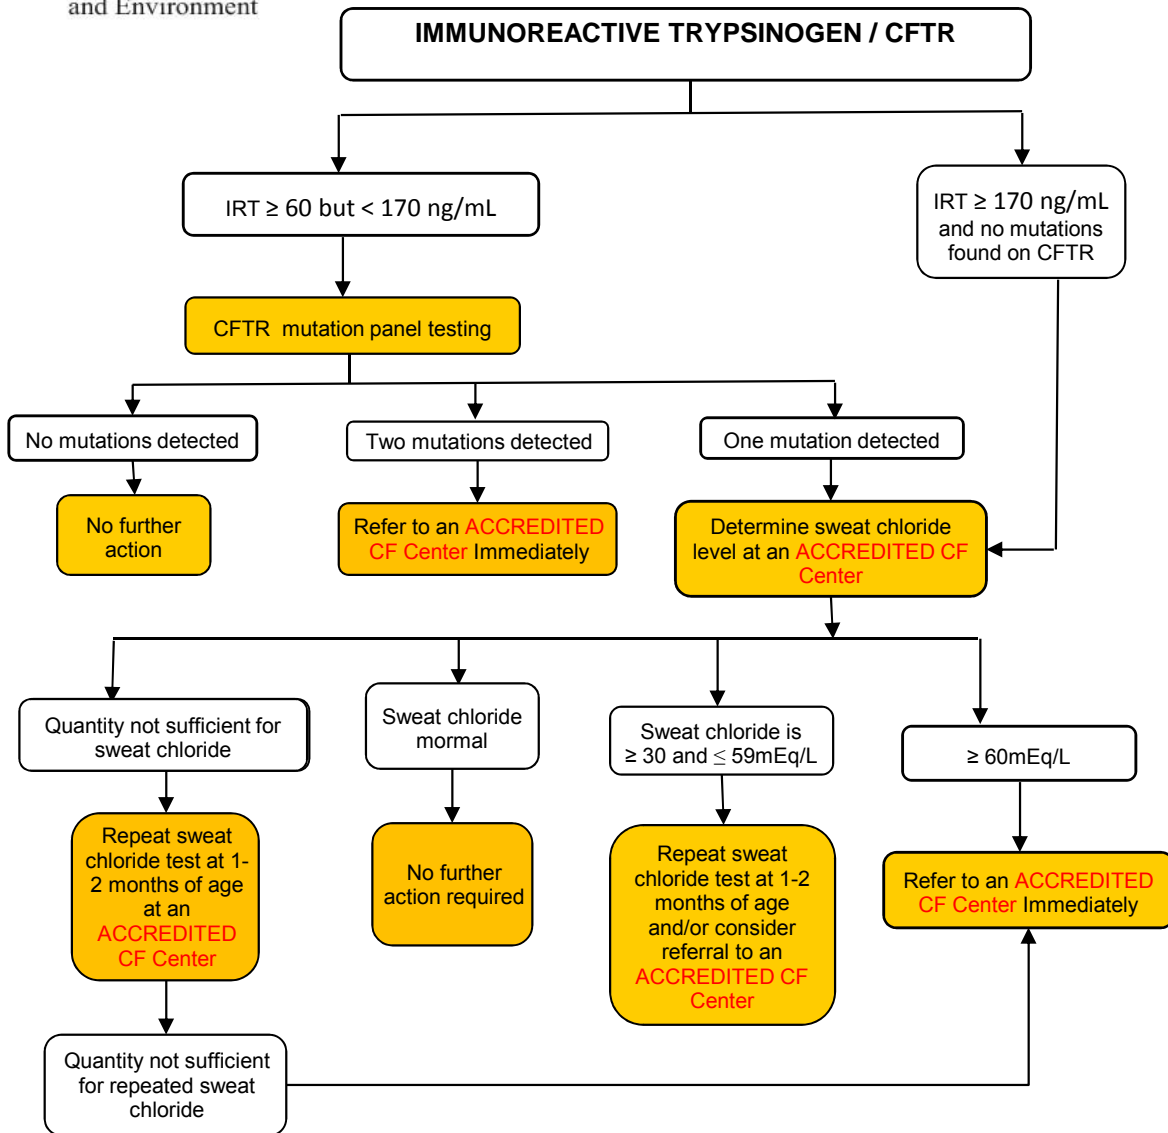 and Environment
IMMUNOREACTIVE TRYPSINOGEN / CFTR
IRT ≥ 60 but < 170 ng/mL
IRT ≥ 170 ng/mL
and no mutations
found on CFTR
CFTR mutation panel testing
No mutations detected
Two mutations detected
One mutation detected
No further
action
Refer to an ACCREDITED
CF Center Immediately
Determine sweat chloride
level at an ACCREDITED CF
Center
Quantity not sufficient for
sweat chloride
Sweat chloride
mormal
Sweat chloride is
≥ 30 and ≤ 59mEq/L
≥ 60mEq/L
Repeat sweat
chloride test at 1-
2 months of age
at an
ACCREDITED
CF Center
No further
action required
Repeat sweat
chloride test at 1-2
months of age
and/or consider
referral to an
ACCREDITED CF
Center
Refer to an ACCREDITED
CF Center Immediately
Quantity not sufficient
for repeated sweat
chloride